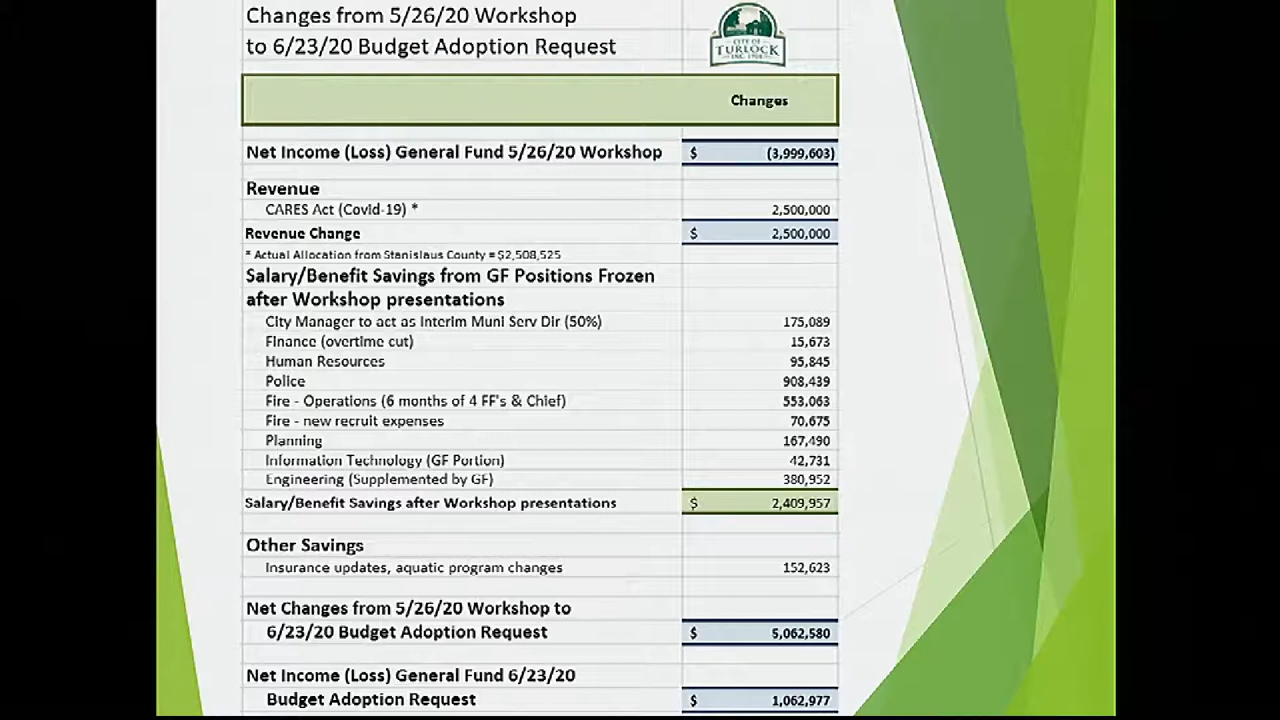 Changes from 5/26/20 Workshop
to 6/23/20 Budget Adoption Request
CITY OF
TURLOCK
INC. 1908
Changes
Net Income (Loss) General Fund 5/26/20 Workshop $ (3,999,603)
Revenue
CARES Act (Covid-19) * 2,500,000
Revenue Change $ 2,500,000
* Actual Allocation from Stanislaus County = $2,508,525
Salary/Benefit Savings from GF Positions Frozen
after Workshop presentations
City Manager to act as Interim Muni Serv Dir (50%) 175,089
Finance (overtime cut) 15,673
Human Resources 95,845
Police 908,439
Fire - Operations (6 months of 4 FF's & Chief) 553,063
Fire - new recruit expenses 70,675
Planning 167,490
Information Technology (GF Portion) 42,731
Engineering (Supplemented by GF) 380,952
Salary/Benefit Savings after Workshop presentations $ 2,409,957
Other Savings
Insurance updates, aquatic program changes 152,623
Net Changes from 5/26/20 Workshop to
6/23/20 Budget Adoption Request $ 5,062,580
Net Income (Loss) General Fund 6/23/20
Budget Adoption Request $ 1,062,977